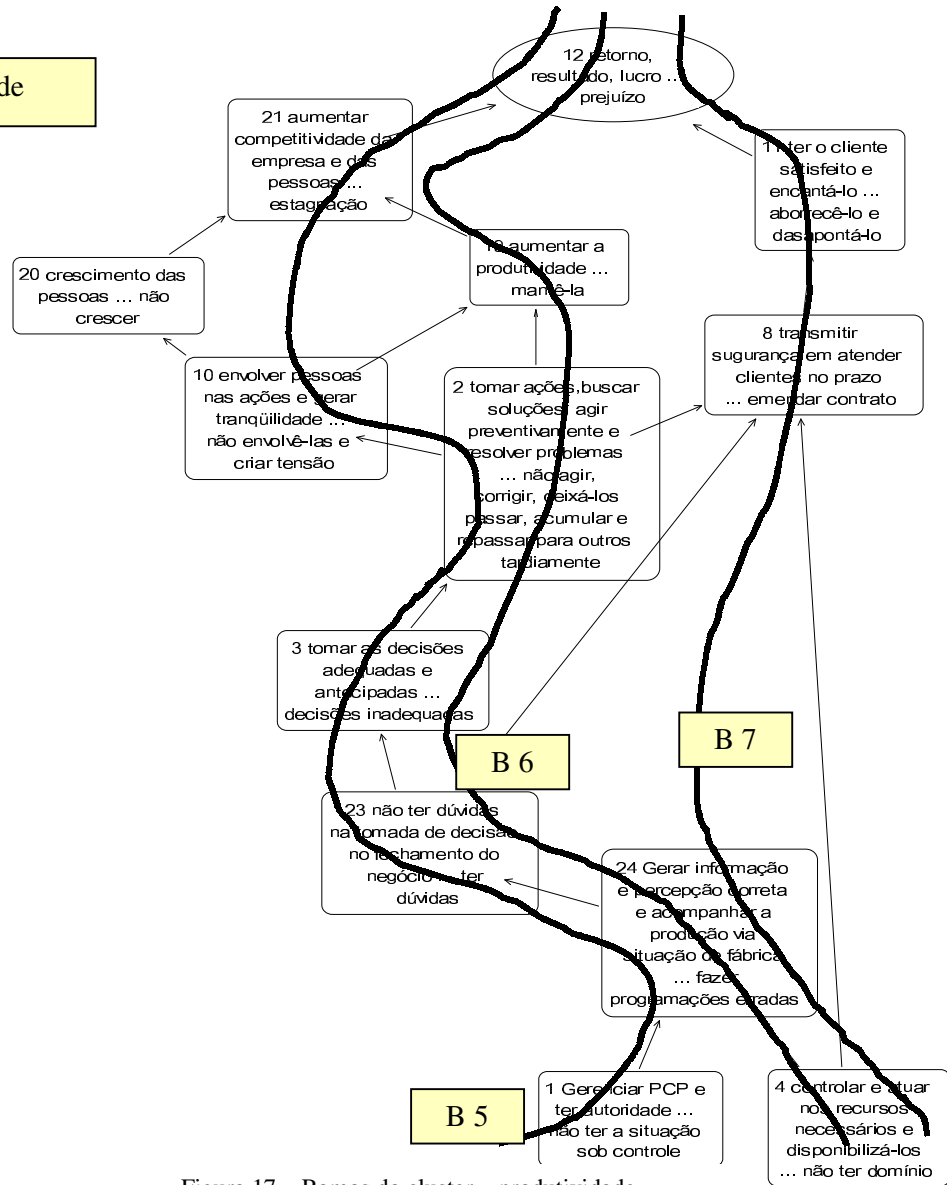 12 retorno,
resultado, lucro ...
prejuízo
de
21 aumentar
competitividade da
empresa e das
pessoas ...
estagnação
11 ter o cliente
satisfeito e
encantá-lo ...
aborrecê-lo e
dasapontá-lo
aumentar a
produtividade ...
mantê-la
20 crescimento das
pessoas ... não
crescer
8 transmitir
sugurança em atender
clientes no prazo
... emendar contrato
10 envolver pessoas
nas ações e gerar
tranqüilidade ...
não envolvê-las e
criar tensão
2 tomar ações,buscar
soluções, agir
preventivamente e
resolver problemas
... não agir,
corrigir, deixá-los
passar, acumular e
repassar para outros
tardiamente
3 tomar as decisões
adequadas e
antecipadas ...
decisões inadequadas
B 6
B 7
23 não ter dúvidas
na tomada de decisão
no fechamento do
negócio ... ter
dúvidas
24 Gerar informação
e percepção correta
e acompanhar a
produção via
situação de fábrica
... fazer
programações erradas
B 5
1 Gerenciar PCP e
ter autoridade ...
não ter a situação
sob controle
4 controlar e atuar
nos recursos
necessários e
disponibilizá-los
... não ter domínio